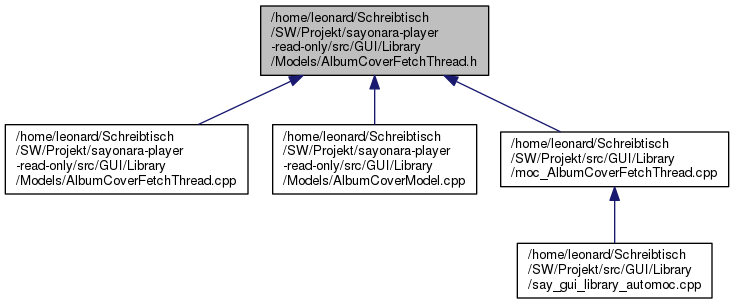 /home/leonard/Schreibtisch
/SW/Projekt/sayonara-player
-read-only/src/GUI/Library
/Models/AlbumCoverFetchThread.h
/home/leonard/Schreibtisch
/SW/Projekt/sayonara-player
-read-only/src/GUI/Library
/Models/AlbumCoverFetchThread.cpp
/home/leonard/Schreibtisch
/SW/Projekt/sayonara-player
-read-only/src/GUI/Library
/Models/AlbumCoverModel.cpp
/home/leonard/Schreibtisch
/SW/Projekt/src/GUI/Library
/moc_AlbumCoverFetchThread.cpp
/home/leonard/Schreibtisch
/SW/Projekt/src/GUI/Library
/say_gui_library_automoc.cpp